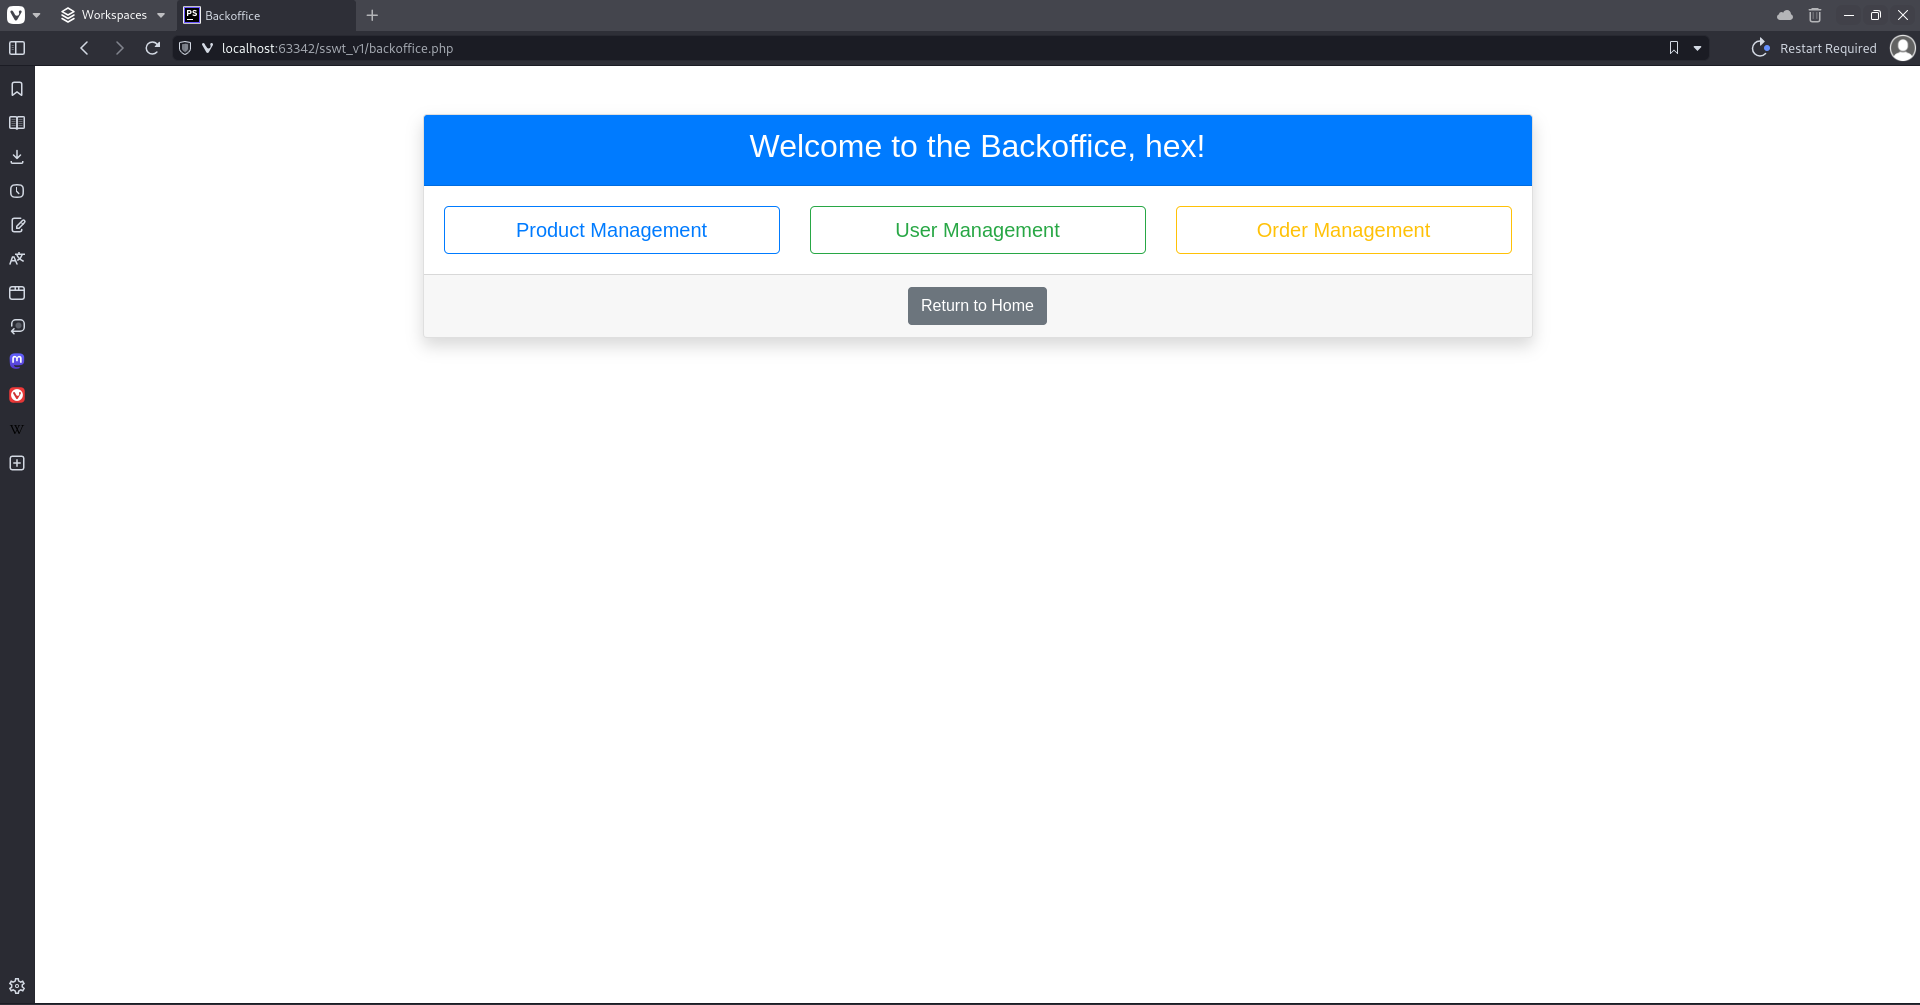 Workspaces
PS Backoffice
localhost:63342/sswt_v1/backoffice.php
Restart Required
Welcome to the Backoffice, hex!
Product Management
User Management
Order Management
Return to Home
W